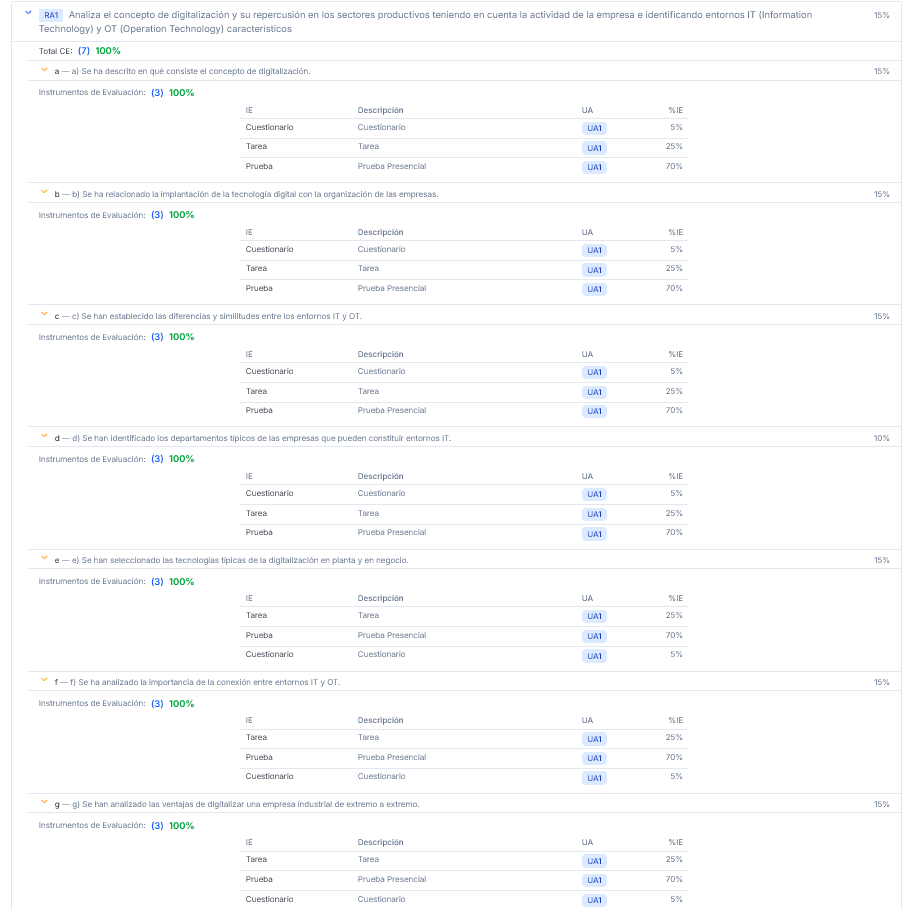 RA1 Analiza el concepto de digitalización y su repercusión en los sectores productivos teniendo en cuenta la actividad de la empresa e identificando entornos IT (Information 15%
Technology) y OT (Operation Technology) característicos
Total CE: (7) 100%
a — a) Se ha descrito en qué consiste el concepto de digitalización. 15%
Instrumentos de Evaluación: (3) 100%
IE Descripción UA %IE
Cuestionario Cuestionario UA1 5%
Tarea Tarea UA1 25%
Prueba Prueba Presencial UA1 70%
b — b) Se ha relacionado la implantación de la tecnología digital con la organización de las empresas. 15%
Instrumentos de Evaluación: (3) 100%
IE Descripción UA %IE
Cuestionario Cuestionario UA1 5%
Tarea Tarea UA1 25%
Prueba Prueba Presencial UA1 70%
c — c) Se han establecido las diferencias y similitudes entre los entornos IT y OT. 15%
Instrumentos de Evaluación: (3) 100%
IE Descripción UA %IE
Cuestionario Cuestionario UA1 5%
Tarea Tarea UA1 25%
Prueba Prueba Presencial UA1 70%
d — d) Se han identificado los departamentos típicos de las empresas que pueden constituir entornos IT. 10%
Instrumentos de Evaluación: (3) 100%
IE Descripción UA %IE
Cuestionario Cuestionario UA1 5%
Tarea Tarea UA1 25%
Prueba Prueba Presencial UA1 70%
e — e) Se han seleccionado las tecnologías típicas de la digitalización en planta y en negocio. 15%
Instrumentos de Evaluación: (3) 100%
IE Descripción UA %IE
Tarea Tarea UA1 25%
Prueba Prueba Presencial UA1 70%
Cuestionario Cuestionario UA1 5%
f — f) Se ha analizado la importancia de la conexión entre entornos IT y OT. 15%
Instrumentos de Evaluación: (3) 100%
IE Descripción UA %IE
Tarea Tarea UA1 25%
Prueba Prueba Presencial UA1 70%
Cuestionario Cuestionario UA1 5%
g — g) Se han analizado las ventajas de digitalizar una empresa industrial de extremo a extremo. 15%
Instrumentos de Evaluación: (3) 100%
IE Descripción UA %IE
Tarea Tarea UA1 25%
Prueba Prueba Presencial UA1 70%
Cuestionario Cuestionario UA1 5%